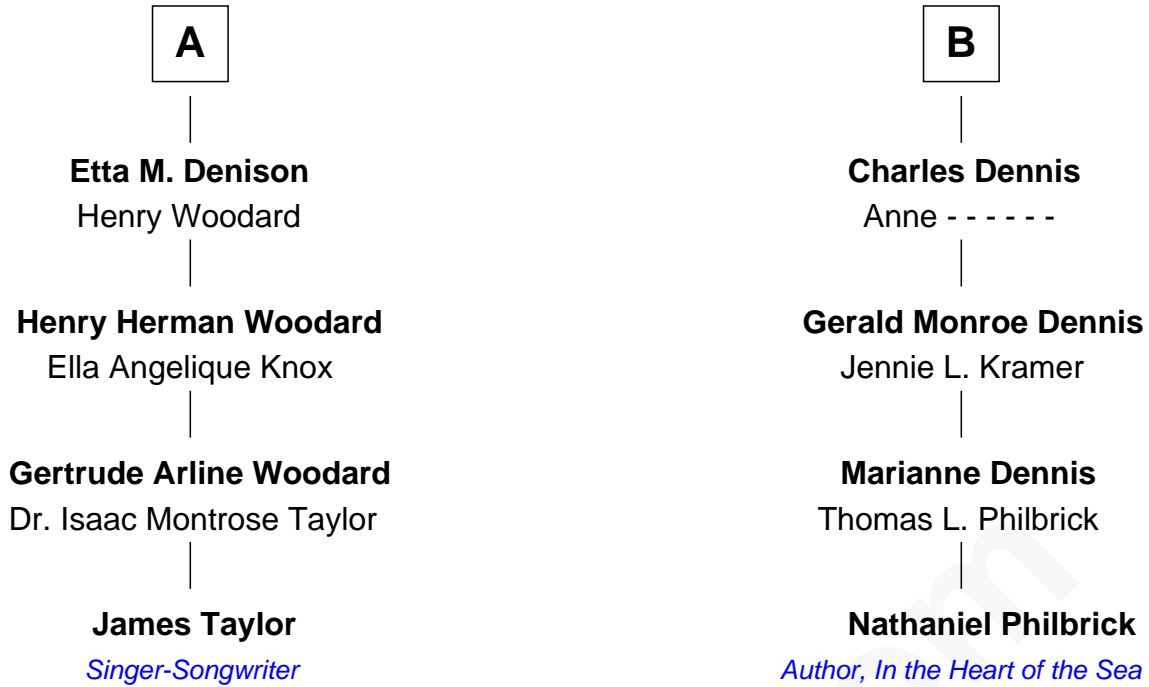 A
Etta M. Denison
Henry Woodard
Henry Herman Woodard
Ella Angelique Knox
Gertrude Arline Woodard
Dr. Isaac Montrose Taylor
James Taylor
Singer-Songwriter
B
Charles Dennis
Anne - - - - - -
Gerald Monroe Dennis
Jennie L. Kramer
Marianne Dennis
Thomas L. Philbrick
Nathaniel Philbrick
Author, In the Heart of the Sea